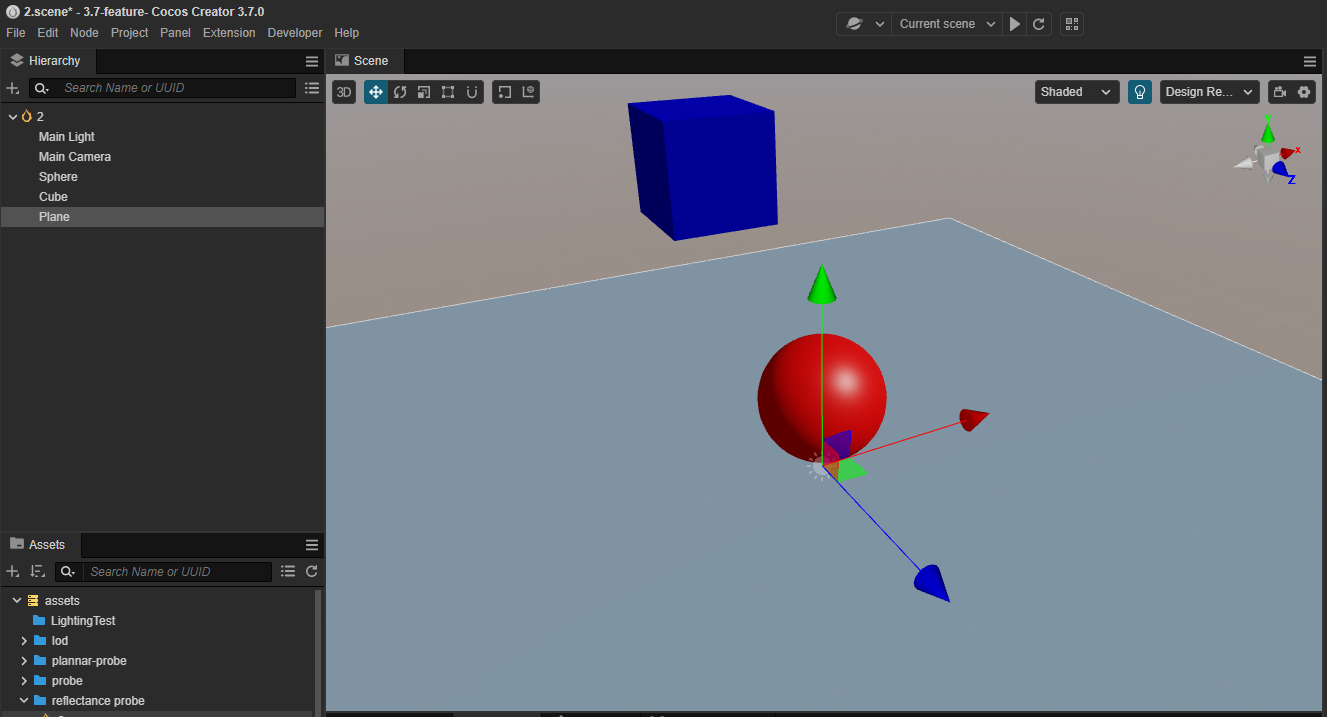 2.scene* - 3.7-feature- Cocos Creator 3.7.0
File Edit Node Project Panel Extension Developer Help
Current scene
Hierarchy
Search Name or UUID
2
Main Light
Main Camera
Sphere
Cube
Plane
Scene
3D
Shaded
Design Re...
Y
X
Z
Assets
Search Name or UUID
assets
LightingTest
lod
plannar-probe
probe
reflectance probe